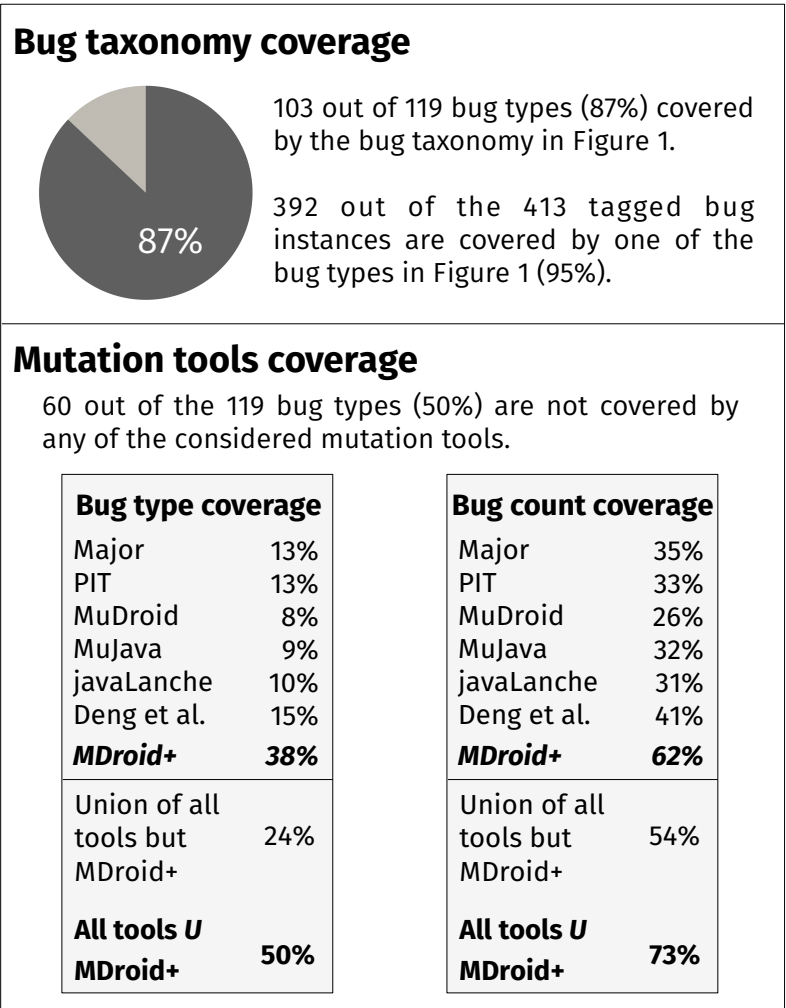 Bug taxonomy coverage
87%
103 out of 119 bug types (87%) covered
by the bug taxonomy in Figure 1.
392 out of the 413 tagged bug
instances are covered by one of the
bug types in Figure 1 (95%).
Mutation tools coverage
60 out of the 119 bug types (50%) are not covered by
any of the considered mutation tools.
Bug type coverage
Major 13%
PIT 13%
MuDroid 8%
MuJava 9%
javaLanche 10%
Deng et al. 15%
MDroid+ 38%
Union of all
tools but 24%
MDroid+
All tools U
MDroid+ 50%
Bug count coverage
Major 35%
PIT 33%
MuDroid 26%
MuJava 32%
javaLanche 31%
Deng et al. 41%
MDroid+ 62%
Union of all
tools but 54%
MDroid+
All tools U
MDroid+ 73%